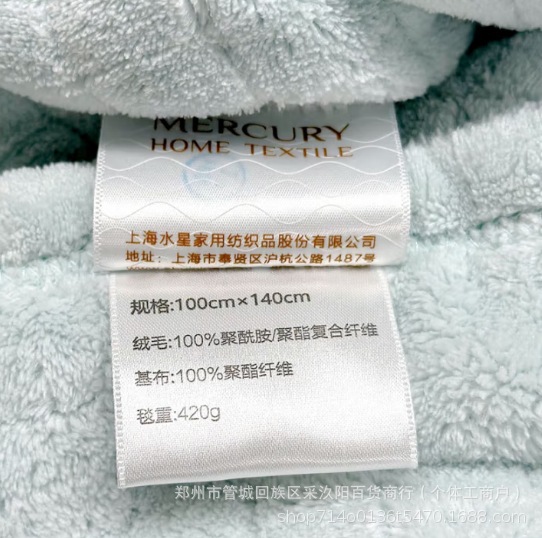 MERCURY
HOME TEXTILE
上海水星家用纺织品股份有限公司
地址：上海市奉贤区沪杭公路1487号
规格:100cm×140cm
绒毛:100%聚酰胺/聚酯复合纤维
基布:100%聚酯纤维
毯重:420g
郑州市管城回族区采汣阳百货商行（个体工商户）
shop714o0136t5470.1688.com